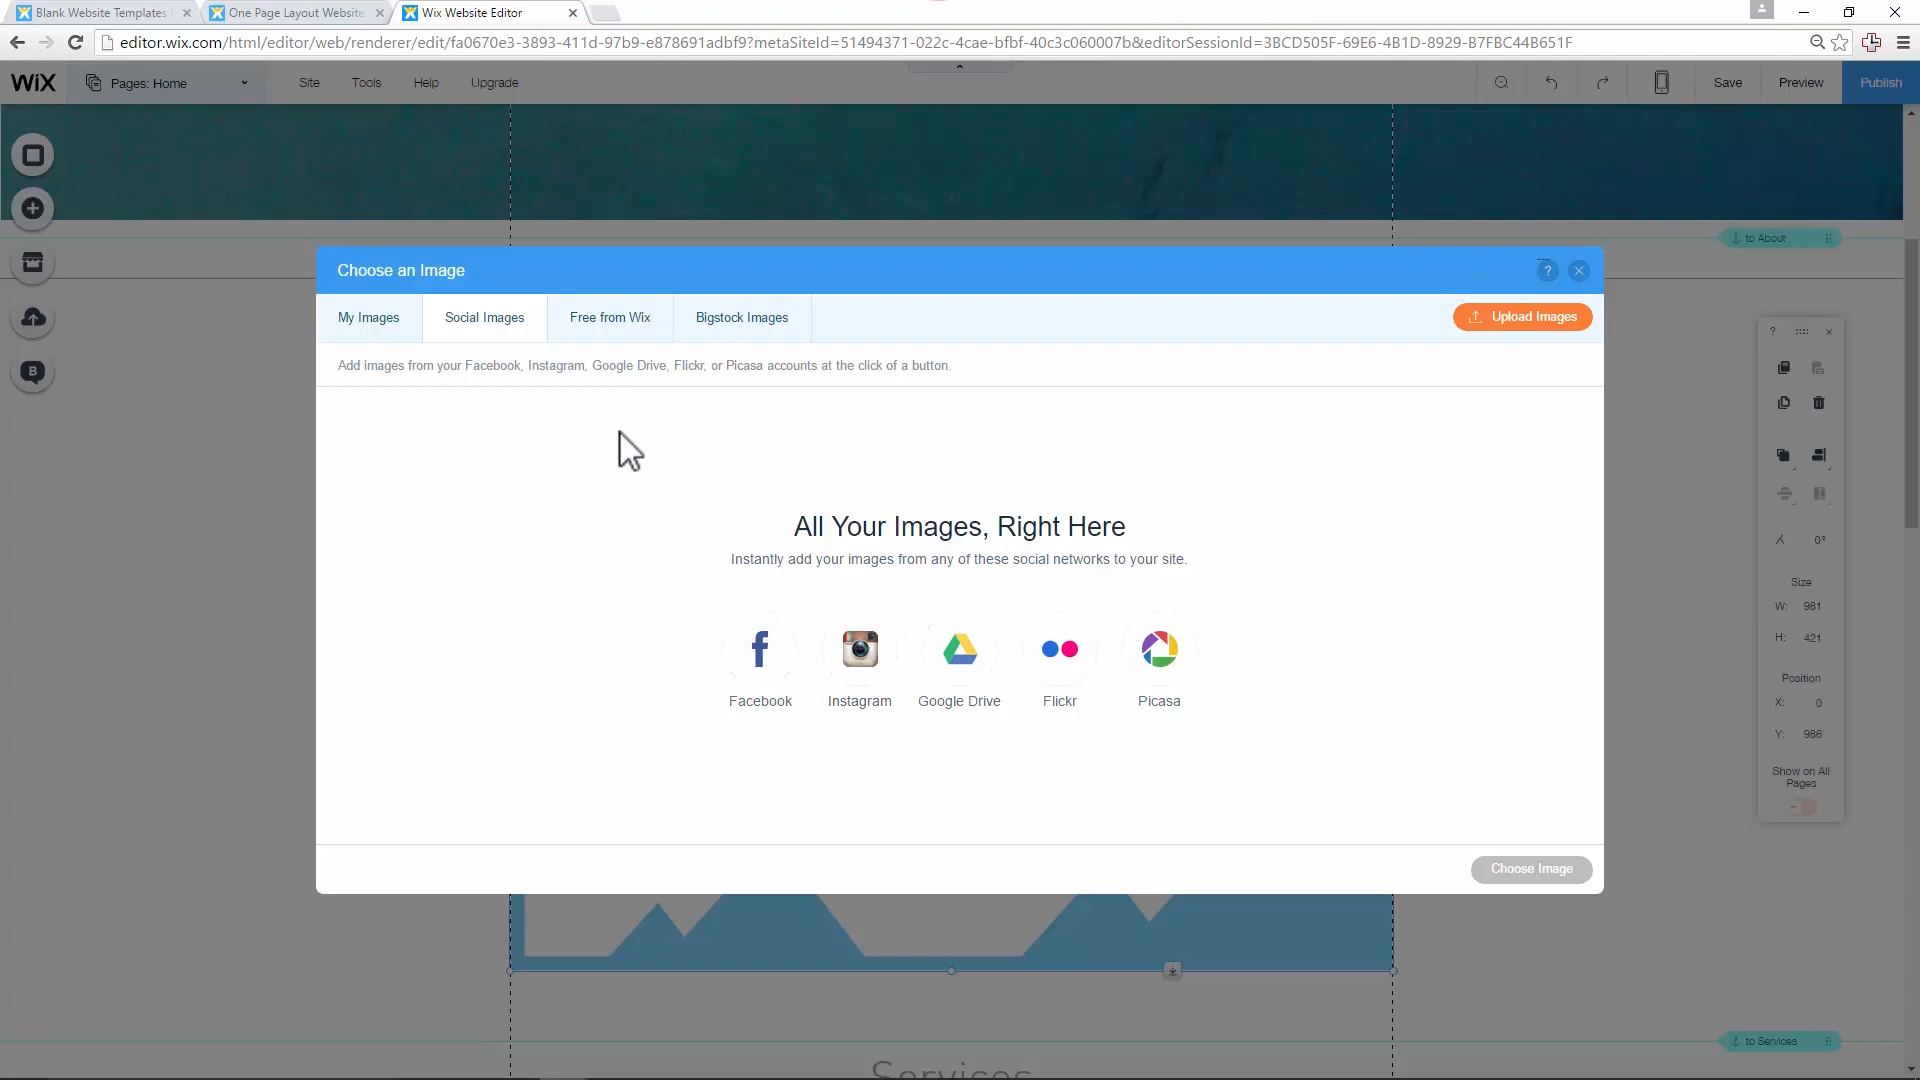 Blank Website Templates
One Page Layout Website
Wix Website Editor
editor.wix.com/html/editor/web/renderer/edit/fa0670e3-3893-411d-97b9-e878691adbf9?metaSiteId=51494371-022c-4cae-bfbf-40c3c060007b&editorSessionId=3BCD505F-69E6-4B1D-8929-B7FBC44B651F
WiX
Pages: Home
Site
Tools
Help
Upgrade
Save
Preview
Publish
to About
Choose an Image
?
My Images
Social Images
Free from Wix
Bigstock Images
Upload Images
Add images from your Facebook, Instagram, Google Drive, Flickr, or Picasa accounts at the click of a button.
All Your Images, Right Here
Instantly add your images from any of these social networks to your site.
Facebook
Instagram
Google Drive
Flickr
Picasa
Choose Image
?
0°
Size
W: 981
H: 421
Position
X: 0
Y: 986
Show on All
Pages
B
to Services
Services